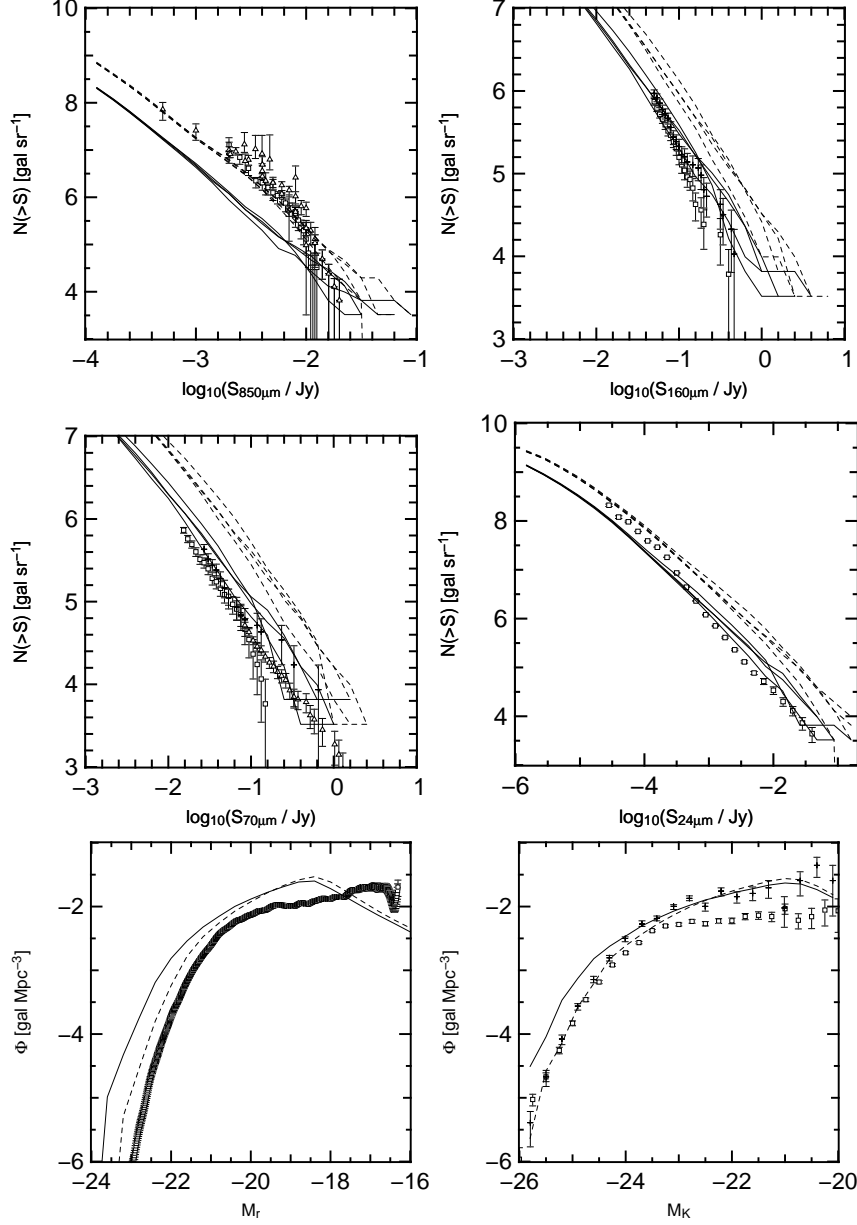 10
8
6
4
N(>S) [gal sr⁻¹]
−4 −3 −2 −1
log₁₀(S₈₅₀μm / Jy)
7
6
5
4
3
N(>S) [gal sr⁻¹]
−3 −2 −1 0 1
log₁₀(S₁₆₀μm / Jy)
7
6
5
4
3
N(>S) [gal sr⁻¹]
−3 −2 −1 0 1
log₁₀(S₇₀μm / Jy)
10
8
6
4
N(>S) [gal sr⁻¹]
−6 −4 −2
log₁₀(S₂₄μm / Jy)
−2
−4
−6
Φ [gal Mpc⁻³]
−24 −22 −20 −18 −16
Mᵣ
−2
−4
−6
Φ [gal Mpc⁻³]
−26 −24 −22 −20
M_K